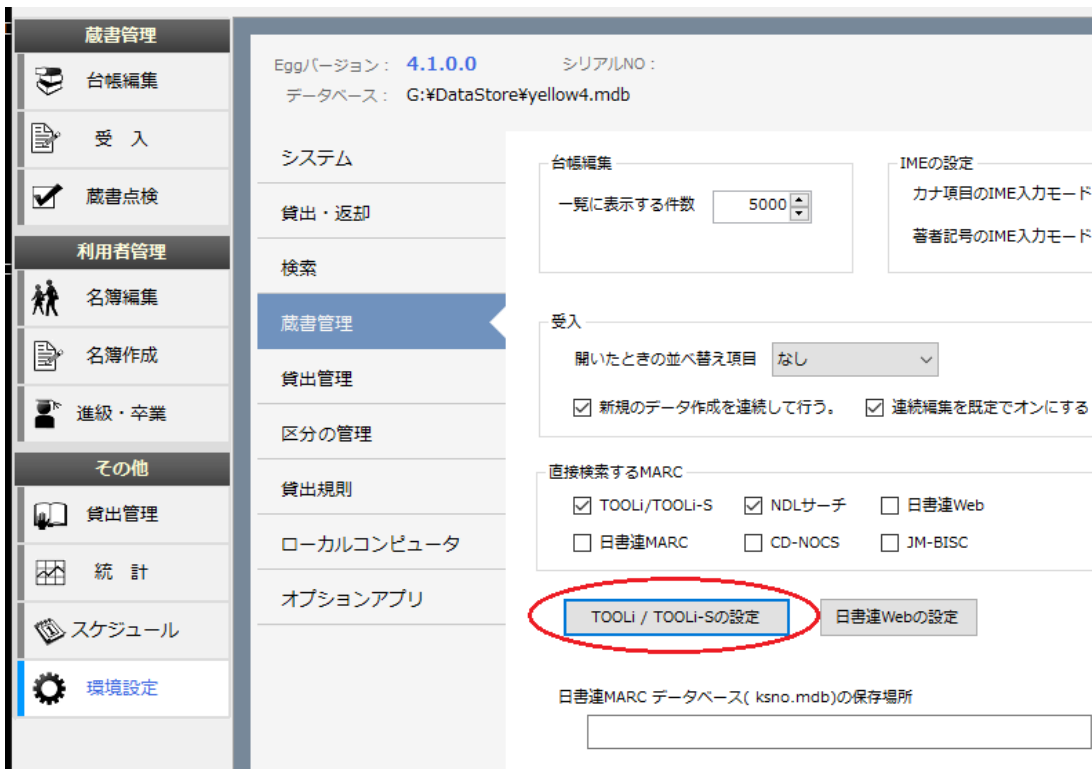 蔵書管理
台帳編集
受 入
蔵書点検
利用者管理
名簿編集
名簿作成
進級・卒業
その他
貸出管理
統 計
スケジュール
環境設定
Eggバージョン： 4.1.0.0 シリアルNO：
データベース： G:¥DataStore¥yellow4.mdb
システム
貸出・返却
検索
蔵書管理
貸出管理
区分の管理
貸出規則
ローカルコンピュータ
オプションアプリ
台帳編集
一覧に表示する件数 5000
IMEの設定
カナ項目のIME入力モード
著者記号のIME入力モード
受入
開いたときの並べ替え項目 なし
新規のデータ作成を連続して行う。 連続編集を既定でオンにする
直接検索するMARC
TOOLi/TOOLi-S NDLサーチ 日書連Web
日書連MARC CD-NOCS JM-BISC
TOOLi / TOOLi-Sの設定 日書連Webの設定
日書連MARC データベース( ksno.mdb)の保存場所